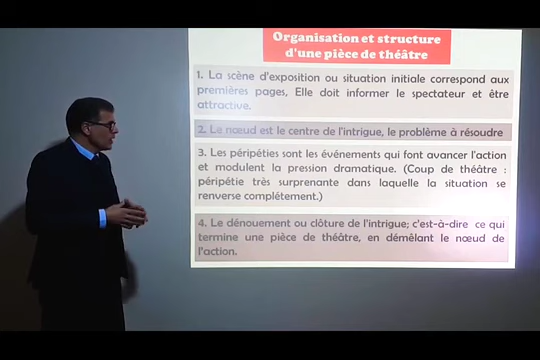 Organisation et structure
d'une pièce de théâtre
1. La scène d'exposition ou situation initiale correspond aux
premières pages, Elle doit informer le spectateur et être
attractive.
2. Le nœud est le centre de l'intrigue, le problème à résoudre
3. Les péripéties sont les événements qui font avancer l'action
et modulent la pression dramatique. (Coup de théâtre :
péripétie très surprenante dans laquelle la situation se
renverse complétement.)
4. Le dénouement ou clôture de l'intrigue; c'est-à-dire ce qui
termine une pièce de théâtre, en démêlant le nœud de
l'action.